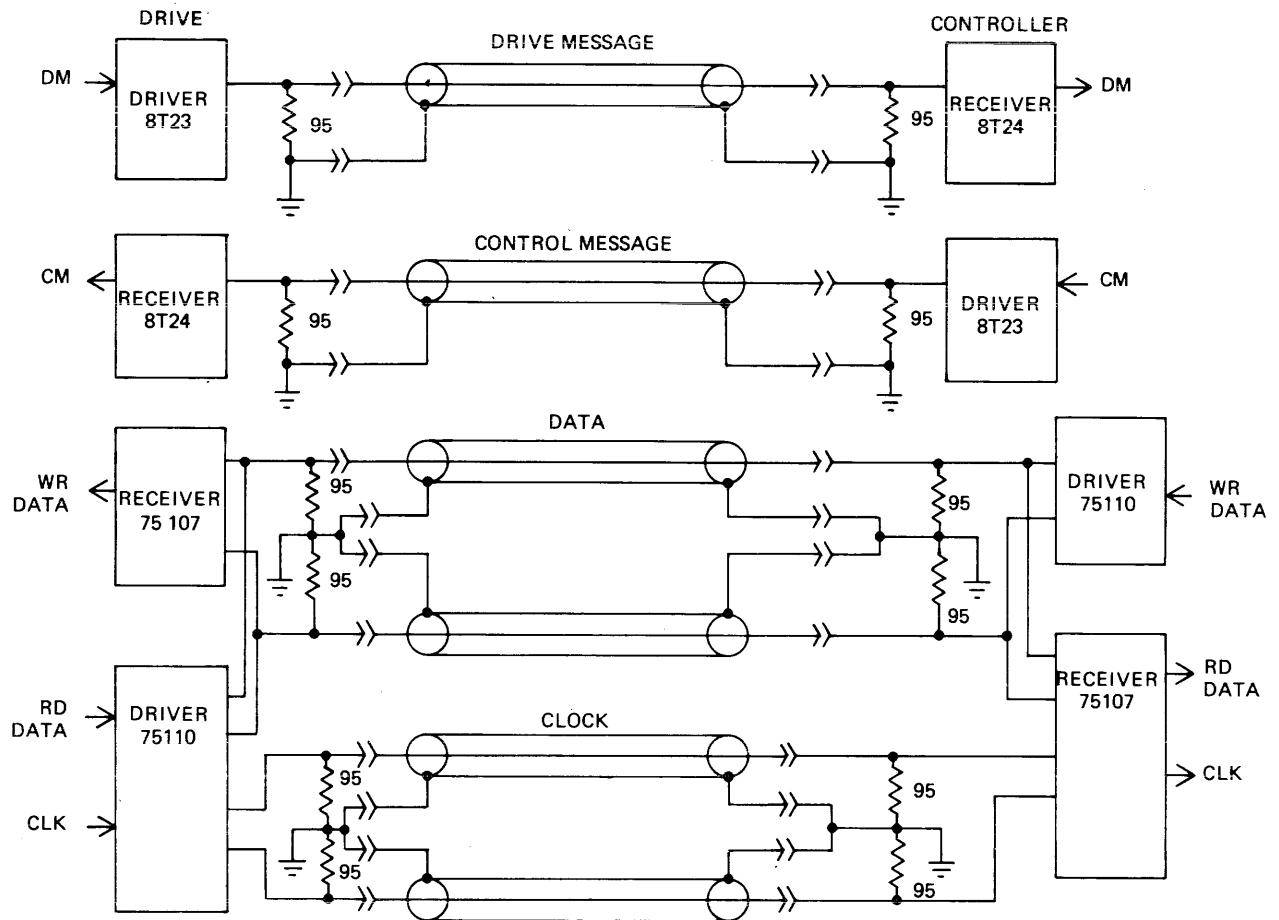 DRIVE
CONTROLLER
DRIVE MESSAGE
DM
DRIVER
8T23
95
95
RECEIVER
8T24
DM
CONTROL MESSAGE
CM
RECEIVER
8T24
95
95
DRIVER
8T23
CM
DATA
WR
DATA
RECEIVER
75 107
95
95
95
95
DRIVER
75110
WR
DATA
RD
DATA
DRIVER
75110
CLK
CLOCK
95
95
95
95
RECEIVER
75107
RD
DATA
CLK